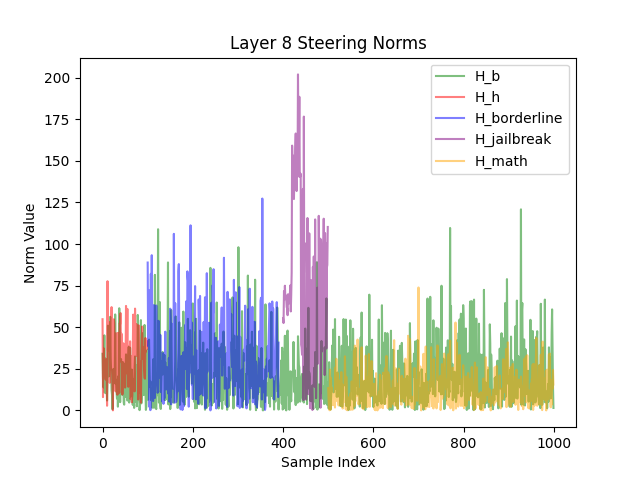 Layer 8 Steering Norms
H_b
H_h
H_borderline
H_jailbreak
H_math
Norm Value
200
175
150
125
100
75
50
25
0
0 200 400 600 800 1000
Sample Index